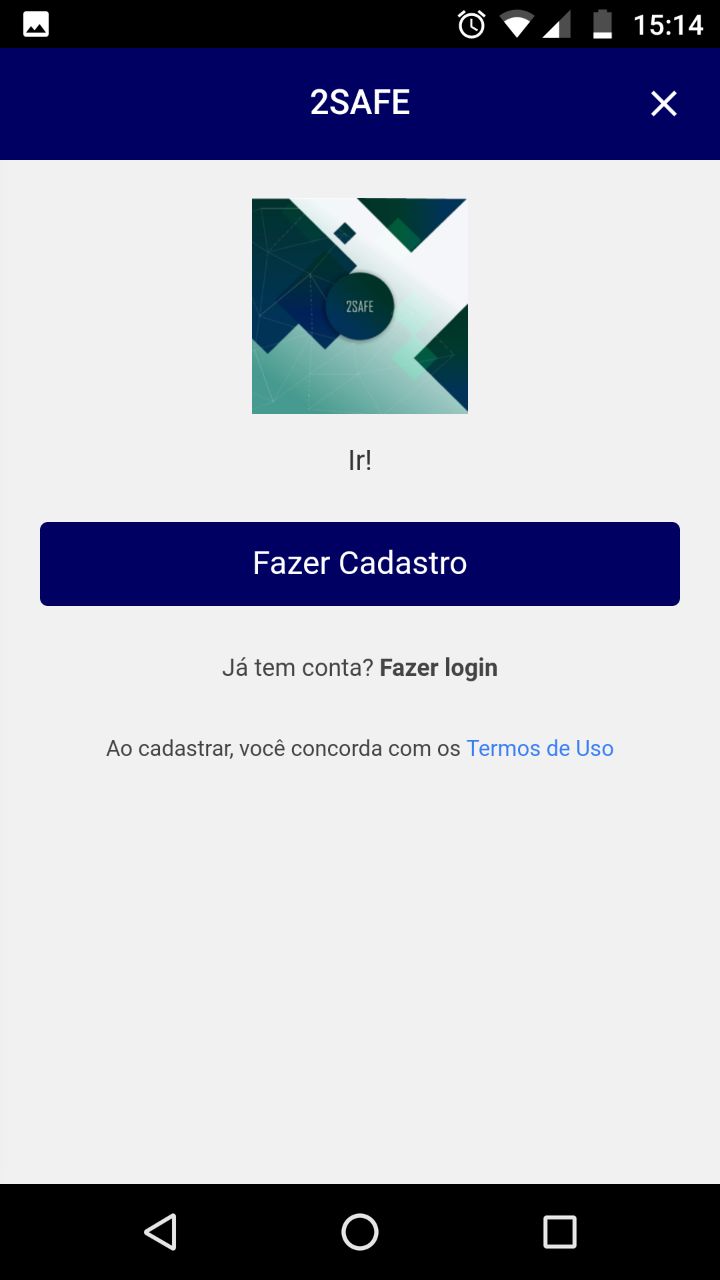 15:14
2SAFE
2SAFE
Ir!
Fazer Cadastro
Já tem conta? Fazer login
Ao cadastrar, você concorda com os Termos de Uso